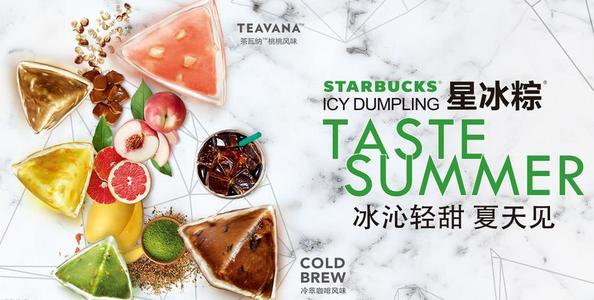 TEAVANA™
茶瓦纳™桃桃风味
STARBUCKS®
ICY DUMPLING 星冰粽®
TASTE
SUMMER
冰沁轻甜 夏天见
COLD
BREW
冷萃咖啡风味